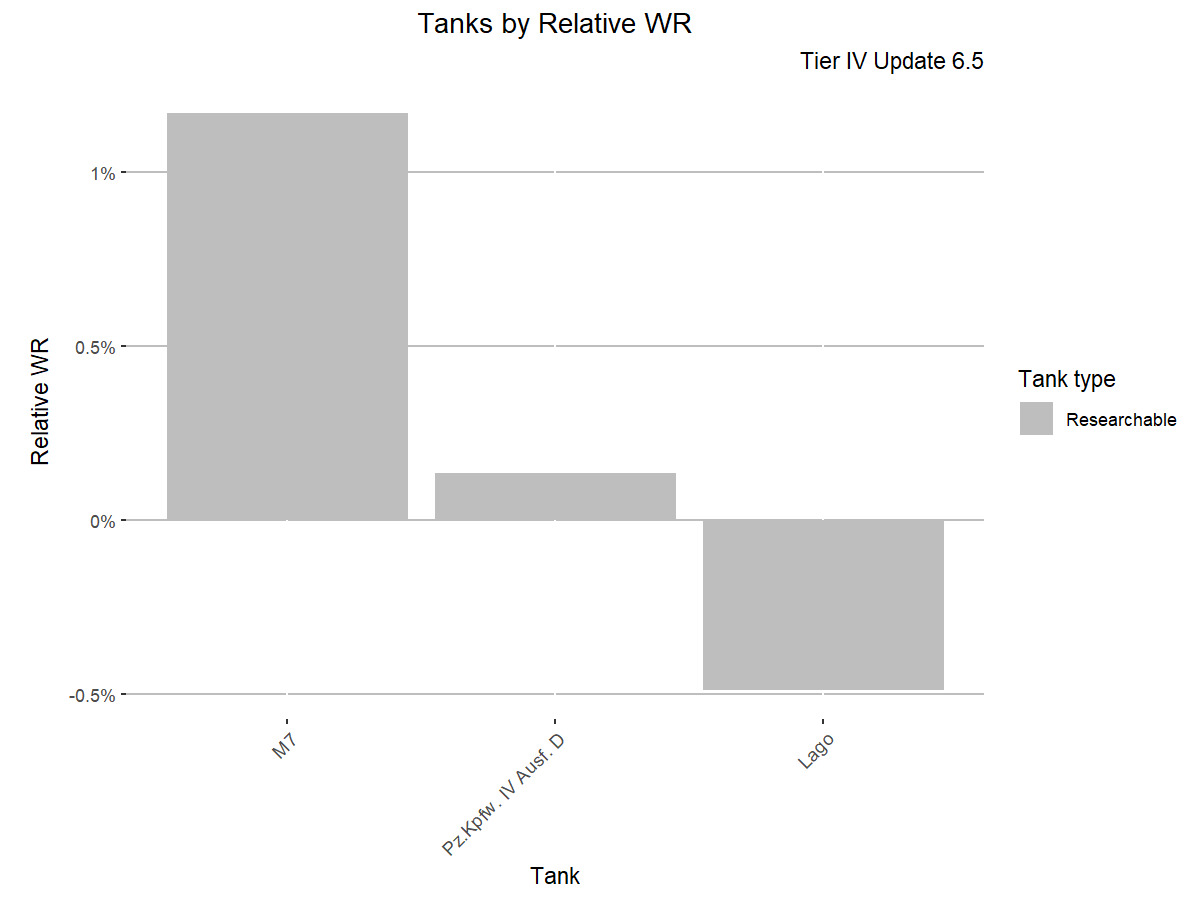 Tanks by Relative WR
Tier IV Update 6.5
Relative WR
1%
0.5%
0%
-0.5%
M7
Pz.Kpfw. IV Ausf. D
Lago
Tank
Tank type
Researchable